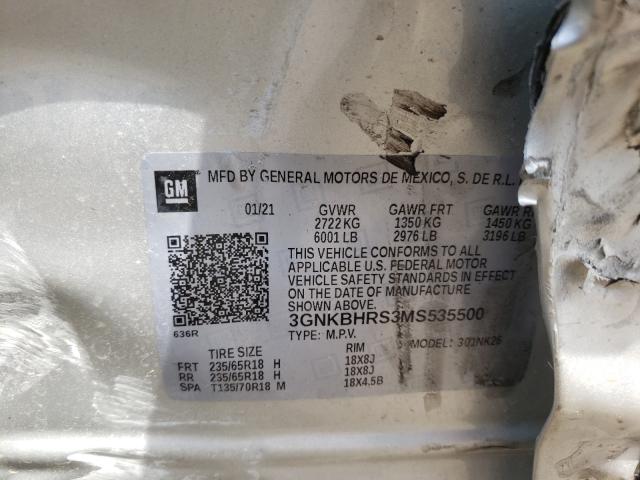 GM
MFD BY GENERAL MOTORS DE MEXICO, S. DE R.L.
01/21 GVWR GAWR FRT GAWR
2722 KG 1350 KG 1450 KG
6001 LB 2976 LB 3196 LB
THIS VEHICLE CONFORMS TO ALL
APPLICABLE U.S. FEDERAL MOTOR
VEHICLE SAFETY STANDARDS IN EFFECT
ON THE DATE OF MANUFACTURE
SHOWN ABOVE.
3GNKBHRS3MS535500
636R
TYPE: M.P.V. MODEL:
TIRE SIZE RIM
FRT 235/65R18 H 18X8J
RR 235/65R18 H 18X8J
SPA T135/70R18 M 18X4.5B